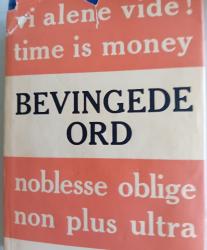 vi alene vide!
time is money
BEVINGEDE
ORD
noblesse oblige
non plus ultra